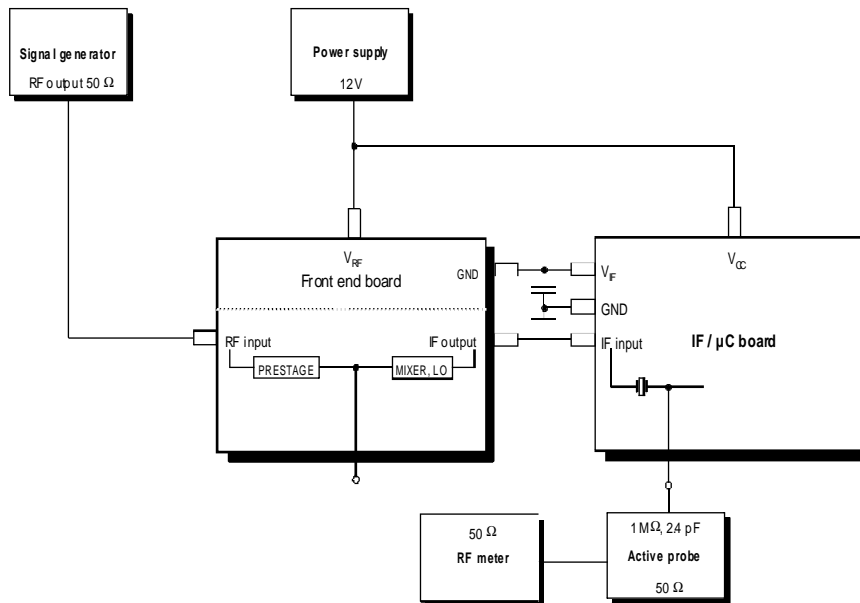 Signal generator
RF output 50 Ω
Power supply
12V
V_RF
Front end board
GND
RF input
IF output
PRESTAGE
MIXER, LO
V_IF
GND
IF input
V_CC
IF / µC board
50 Ω
RF meter
1 MΩ, 2.4 pF
Active probe
50 Ω